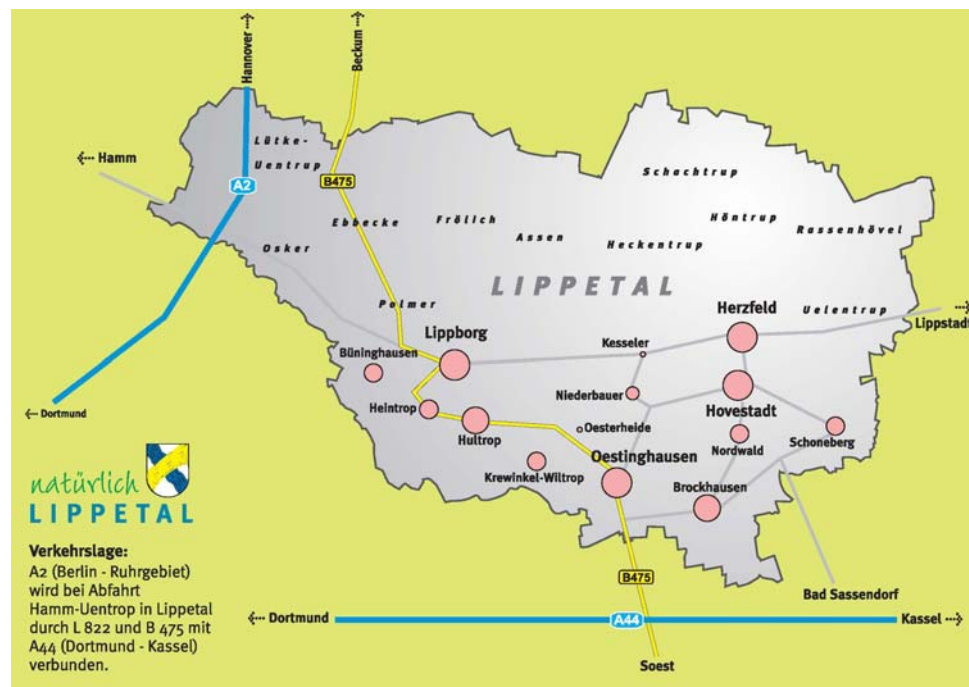 Hannover
Beckum
Hamm
Lütke-
Uentrup
A2
B475
Schachtrup
Ebbecke
Frölich
Höntrup
Assen
Heckentrup
Rassenhövel
Osker
LIPPETAL
Polmer
Herzfeld
Uelentrup
Lippborg
Lippstadt
Kesseler
Büninghausen
Niederbauer
Heintrop
Hovestadt
Dortmund
Hultrop
Oesterheide
Nordwald
Schoneberg
Oestinghausen
Krewinkel-Wiltrop
Brockhausen
natürlich
LIPPETAL
Verkehrslage:
A2 (Berlin - Ruhrgebiet)
wird bei Abfahrt
Hamm-Uentrop in Lippetal
durch L 822 und B 475 mit
A44 (Dortmund - Kassel)
verbunden.
B475
Bad Sassendorf
Dortmund
A44
Kassel
Soest